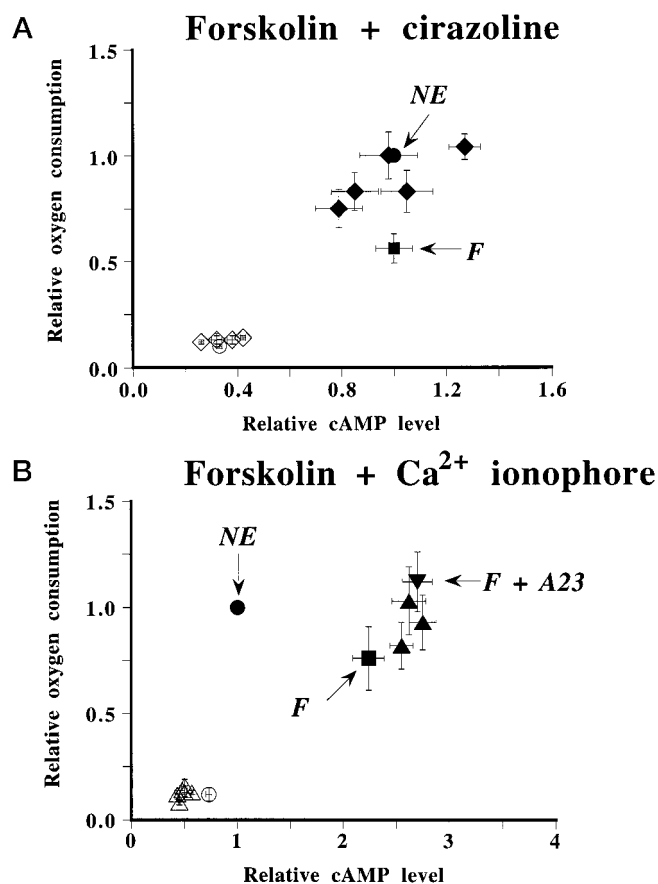 A
Forskolin + cirazoline
Relative oxygen consumption
1.5
1.0
0.5
0.0
NE
F
0.0 0.4 0.8 1.2 1.6
Relative cAMP level
B
Forskolin + Ca2+ ionophore
Relative oxygen consumption
1.5
1.0
0.5
0.0
NE
F + A23
F
0 1 2 3 4
Relative cAMP level